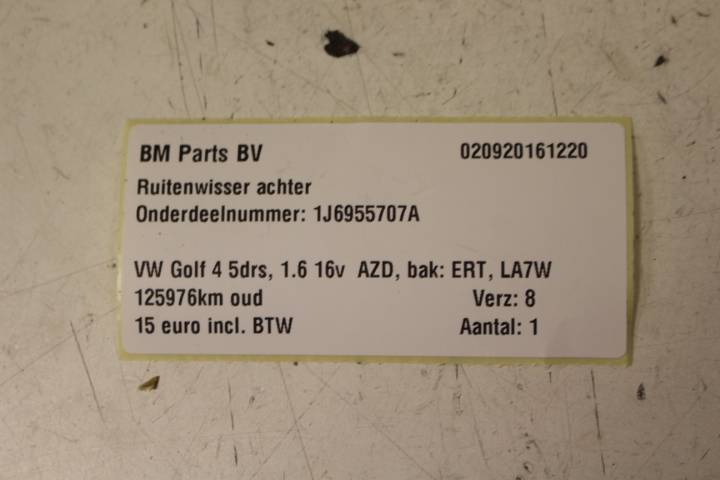 BM Parts BV 020920161220
Ruitenwisser achter
Onderdeelnummer: 1J6955707A
VW Golf 4 5drs, 1.6 16v AZD, bak: ERT, LA7W
125976km oud Verz: 8
15 euro incl. BTW Aantal: 1